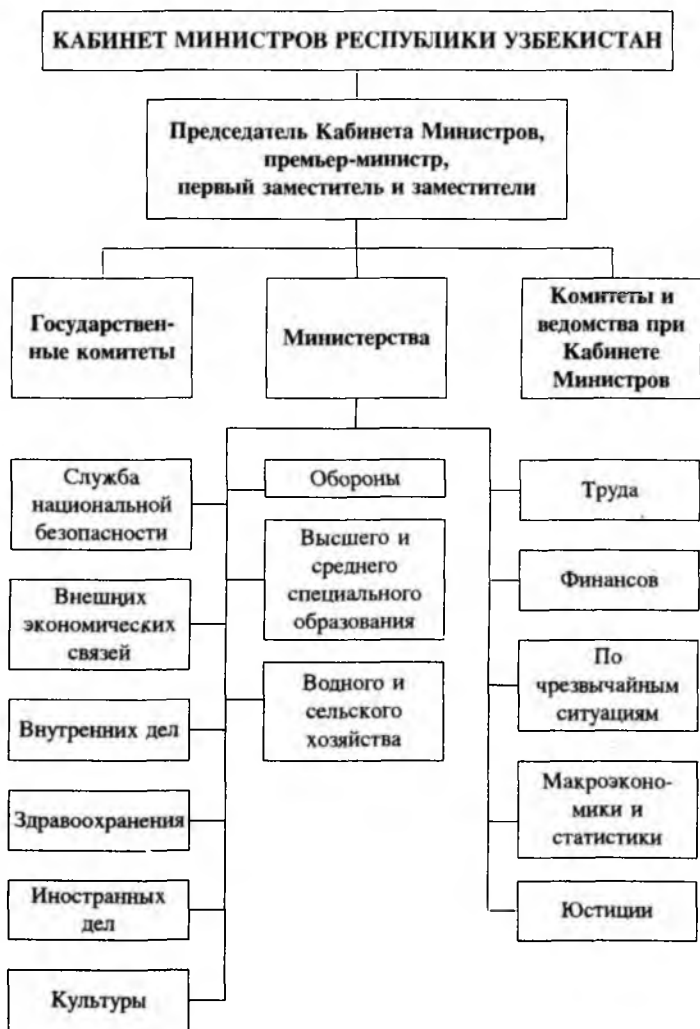 КАБИНЕТ МИНИСТРОВ РЕСПУБЛИКИ УЗБЕКИСТАН
Председатель Кабинета Министров,
премьер-министр,
первый заместитель и заместители
Государствен-
ные комитеты
Министерства
Комитеты и
ведомства при
Кабинете
Министров
Служба
национальной
безопасности
Внешних
экономических
связей
Внутренних дел
Здравоохранения
Иностранных
дел
Культуры
Обороны
Высшего и
среднего
специального
образования
Водного и
сельского
хозяйства
Труда
Финансов
По
чрезвычайным
ситуациям
Макроэконо-
мики и
статистики
Юстиции